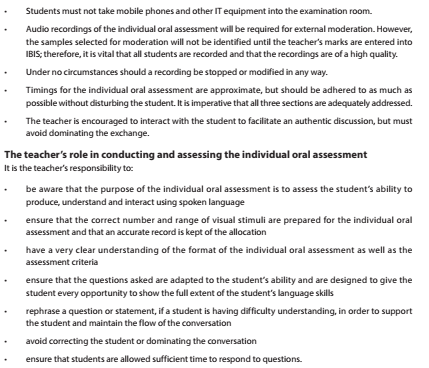 • Students must not take mobile phones and other IT equipment into the examination room.
• Audio recordings of the individual oral assessment will be required for external moderation. However,
the samples selected for moderation will not be identified until the teacher's marks are entered into
IBIS; therefore, it is vital that all students are recorded and that the recordings are of a high quality.
• Under no circumstances should a recording be stopped or modified in any way.
• Timings for the individual oral assessment are approximate, but should be adhered to as much as
possible without disturbing the student. It is imperative that all three sections are adequately addressed.
• The teacher is encouraged to interact with the student to facilitate an authentic discussion, but must
avoid dominating the exchange.
The teacher's role in conducting and assessing the individual oral assessment
It is the teacher's responsibility to:
• be aware that the purpose of the individual oral assessment is to assess the student's ability to
produce, understand and interact using spoken language
• ensure that the correct number and range of visual stimuli are prepared for the individual oral
assessment and that an accurate record is kept of the allocation
• have a very clear understanding of the format of the individual oral assessment as well as the
assessment criteria
• ensure that the questions asked are adapted to the student's ability and are designed to give the
student every opportunity to show the full extent of the student's language skills
• rephrase a question or statement, if a student is having difficulty understanding, in order to support
the student and maintain the flow of the conversation
• avoid correcting the student or dominating the conversation
• ensure that students are allowed sufficient time to respond to questions.